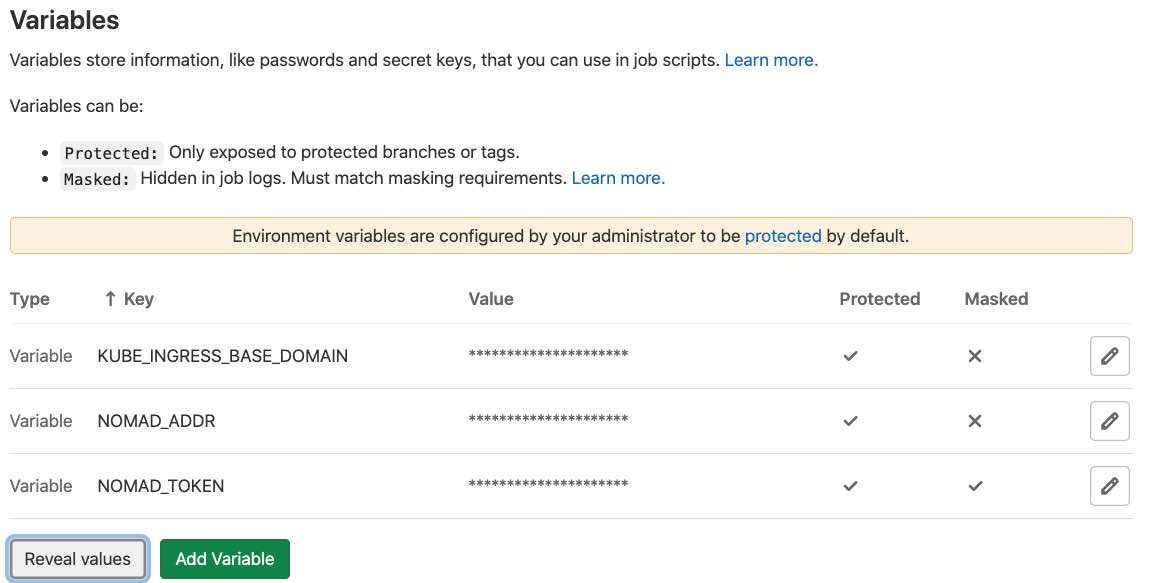 Variables
Variables store information, like passwords and secret keys, that you can use in job scripts. Learn more.
Variables can be:
• Protected: Only exposed to protected branches or tags.
• Masked: Hidden in job logs. Must match masking requirements. Learn more.
Environment variables are configured by your administrator to be protected by default.
Type ↑ Key Value Protected Masked
Variable KUBE_INGRESS_BASE_DOMAIN ********************* ✓ ✕
Variable NOMAD_ADDR ********************* ✓ ✕
Variable NOMAD_TOKEN ********************* ✓ ✓
Reveal values Add Variable